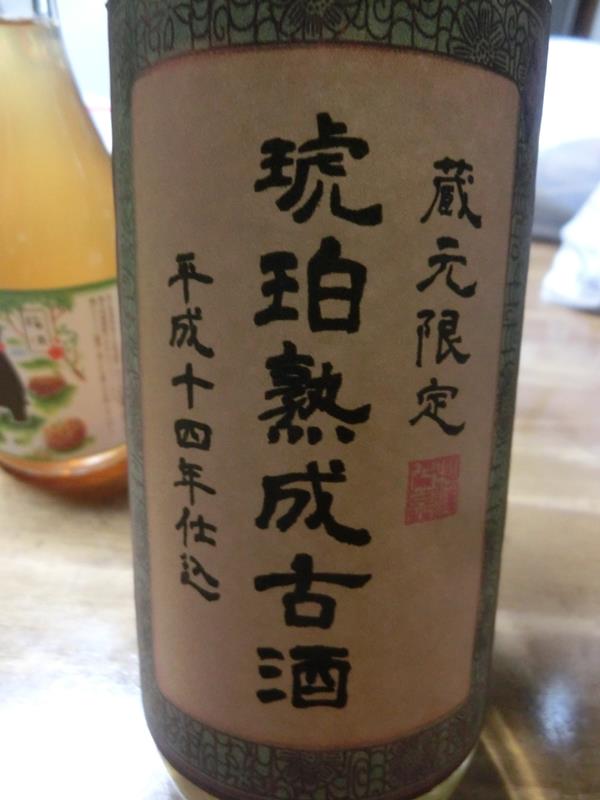 蔵元限定
琥珀熟成古酒
平成十四年仕込